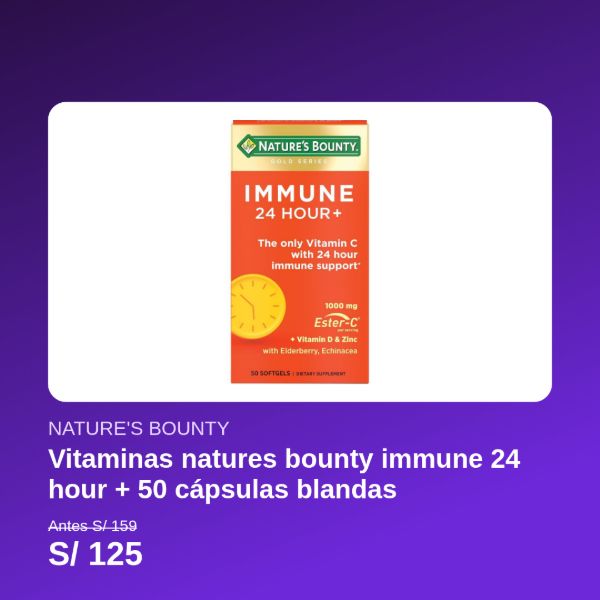 NATURE'S BOUNTY
GOLD SERIES
IMMUNE
24 HOUR+
The only Vitamin C
with 24 hour
immune support*
1000 mg
Ester-C
per serving
+ Vitamin D & Zinc
with Elderberry, Echinacea
50 SOFTGELS | DIETARY SUPPLEMENT
NATURE'S BOUNTY
Vitaminas natures bounty immune 24
hour + 50 cápsulas blandas
Antes S/ 159
S/ 125